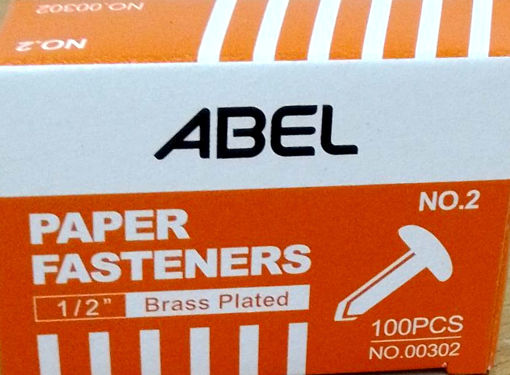 NO.00302
NO.2
ABEL
NO.2
PAPER
FASTENERS
1/2" Brass Plated
100PCS
NO.00302